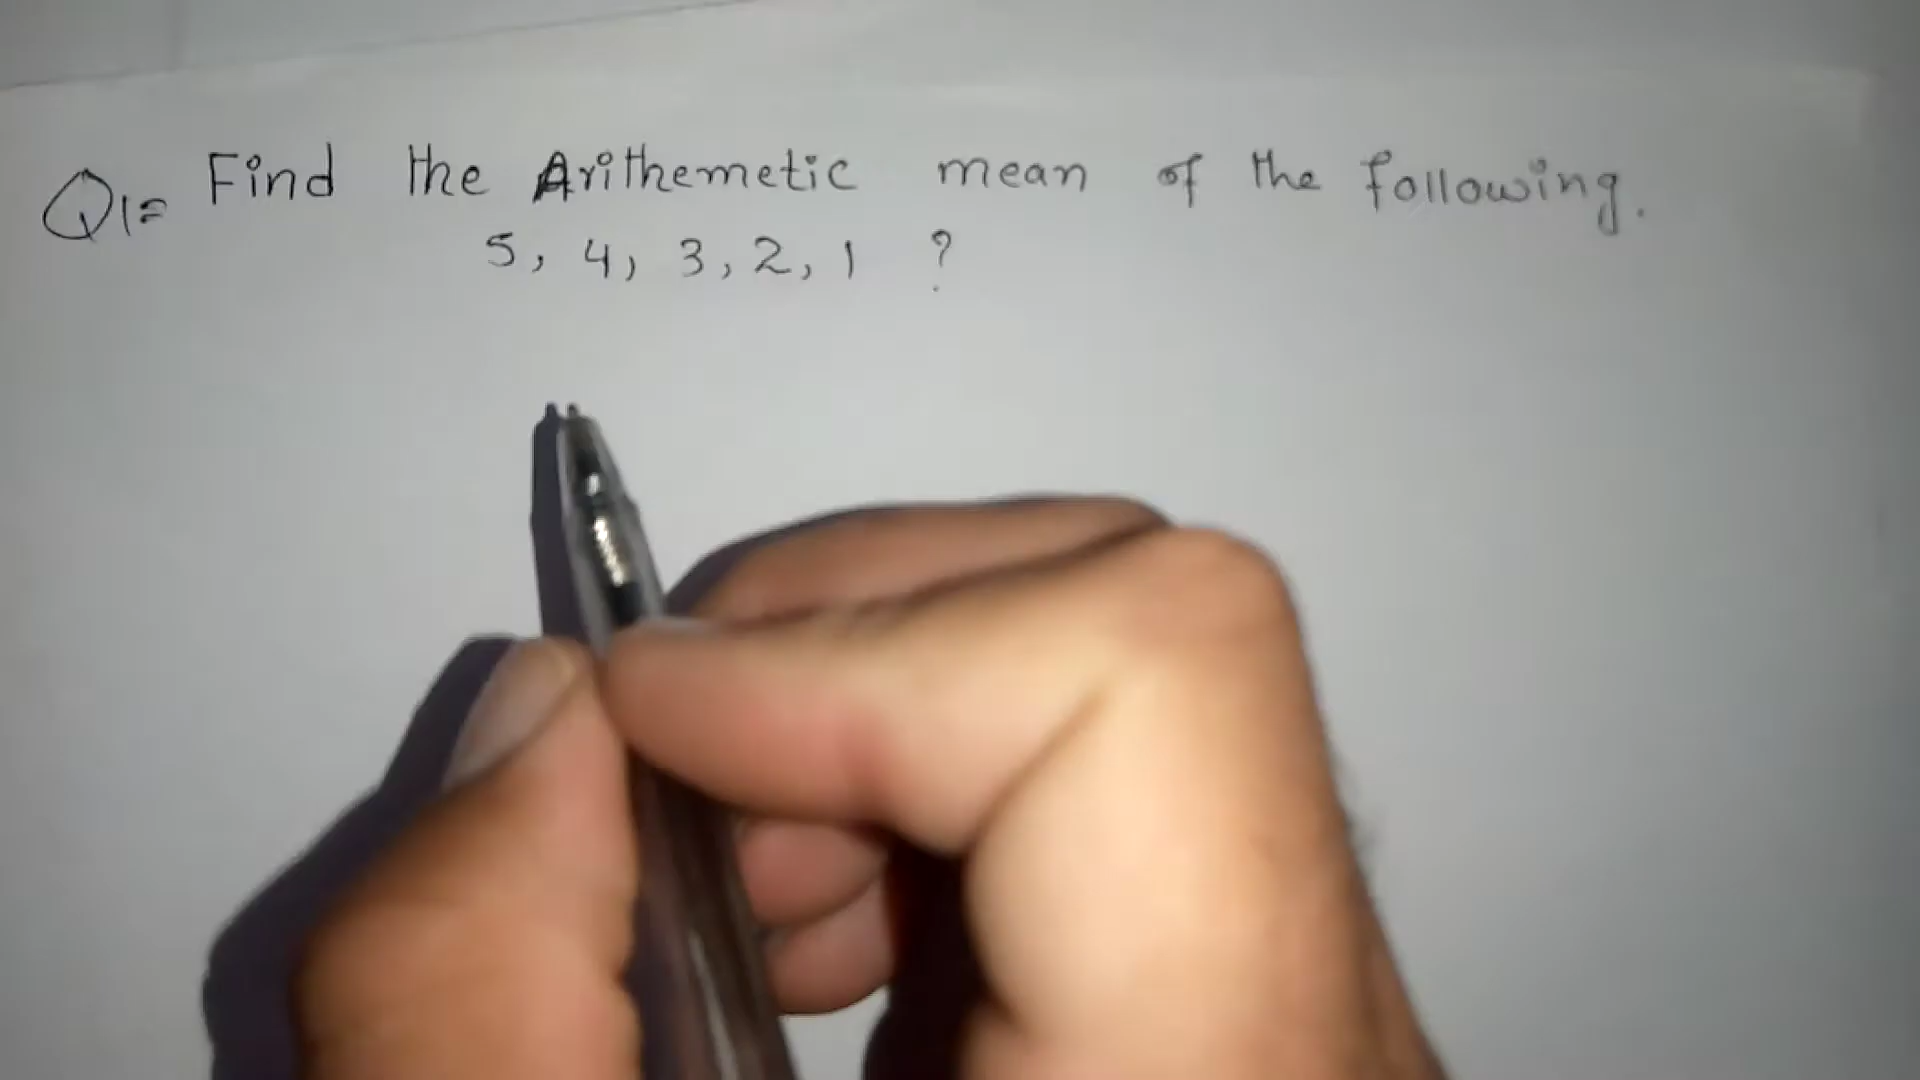 Q1= Find the Arithemetic mean of the following.
5, 4, 3, 2, 1 ?